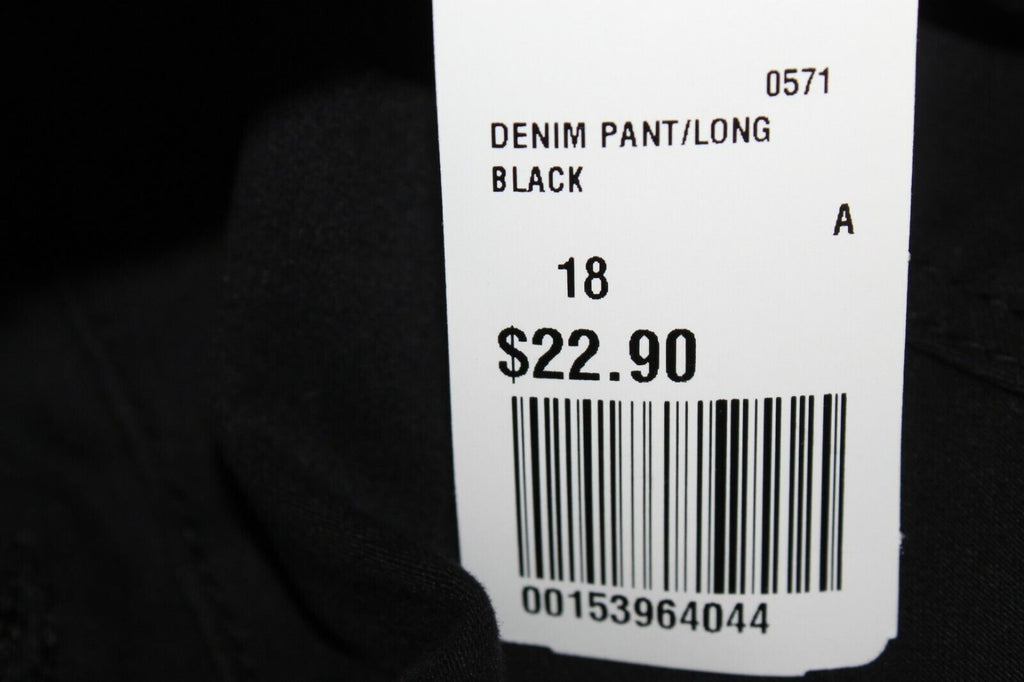 0571
DENIM PANT/LONG
BLACK
A
18
$22.90
00153964044